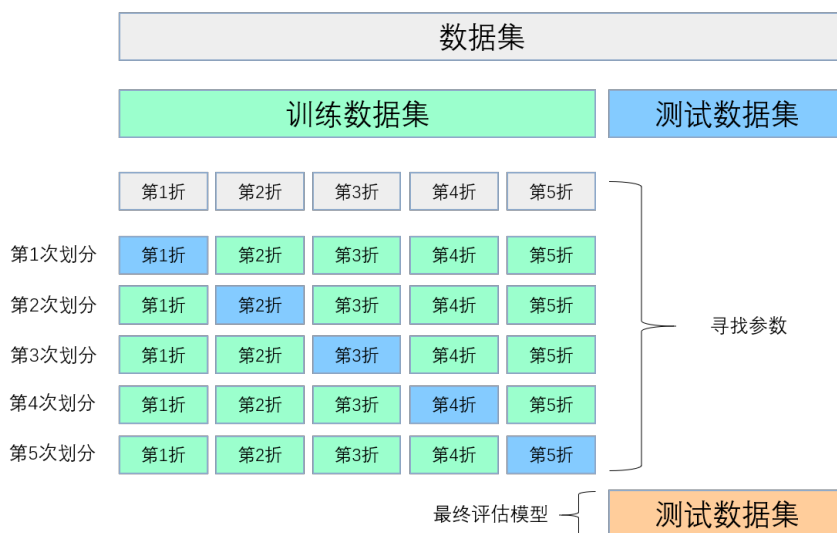 数据集
训练数据集 测试数据集
第1折 第2折 第3折 第4折 第5折
第1次划分 第1折 第2折 第3折 第4折 第5折
第2次划分 第1折 第2折 第3折 第4折 第5折
寻找参数
第3次划分 第1折 第2折 第3折 第4折 第5折
第4次划分 第1折 第2折 第3折 第4折 第5折
第5次划分 第1折 第2折 第3折 第4折 第5折
最终评估模型 测试数据集